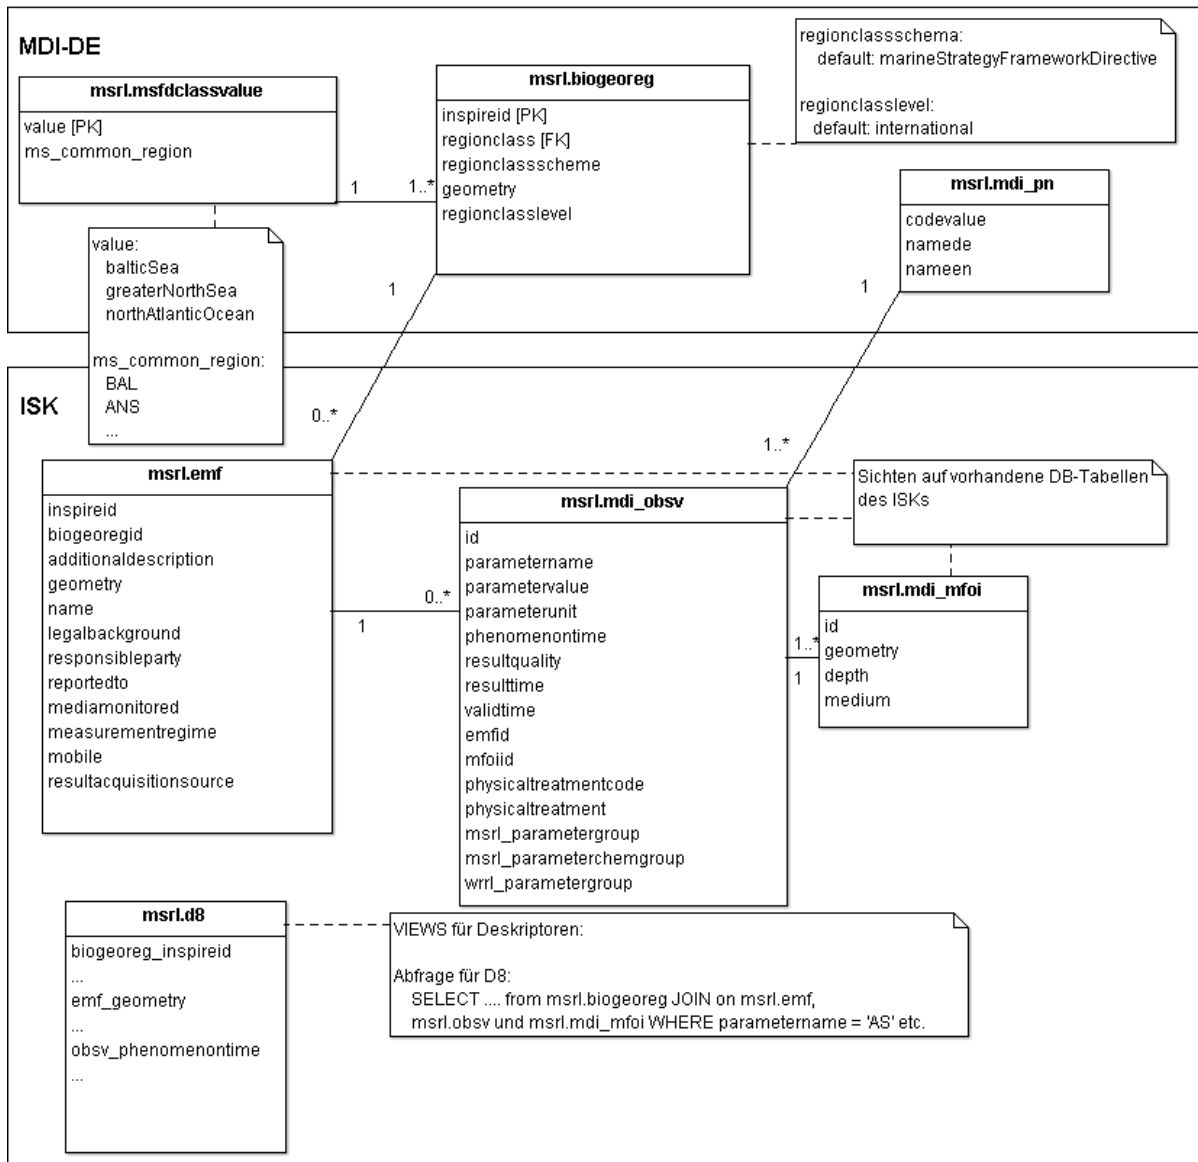 MDI-DE
msrl.msfdclassvalue
value [PK]
ms_common_region
msrl.biogeoreg
inspireid [PK]
regionclass [FK]
regionclassscheme
geometry
regionclasslevel
regionclassschema:
default: marineStrategyFrameworkDirective
regionclasslevel:
default: international
1
1..*
msrl.mdi_pn
codevalue
namede
nameen
value:
balticSea
greaterNorthSea
northAtlanticOcean
ms_common_region:
BAL
ANS
...
1
1
ISK
0..*
1..*
msrl.emf
inspireid
biogeoregid
additionaldescription
geometry
name
legalbackground
responsibleparty
reportedto
mediamonitored
measurementregime
mobile
resultacquisitionsource
1
0..*
msrl.mdi_obsv
id
parametername
parametervalue
parameterunit
phenomenontime
resultquality
resulttime
validtime
emfid
mfoiid
physicaltreatmentcode
physicaltreatment
msrl_parametergroup
msrl_parameterchemgroup
wrrl_parametergroup
Sichten auf vorhandene DB-Tabellen
des ISKs
1..*
1
msrl.mdi_mfoi
id
geometry
depth
medium
msrl.d8
biogeoreg_inspireid
...
emf_geometry
...
obsv_phenomenontime
...
VIEWS für Deskriptoren:
Abfrage für D8:
SELECT .... from msrl.biogeoreg JOIN on msrl.emf,
msrl.obsv und msrl.mdi_mfoi WHERE parametername = 'AS' etc.